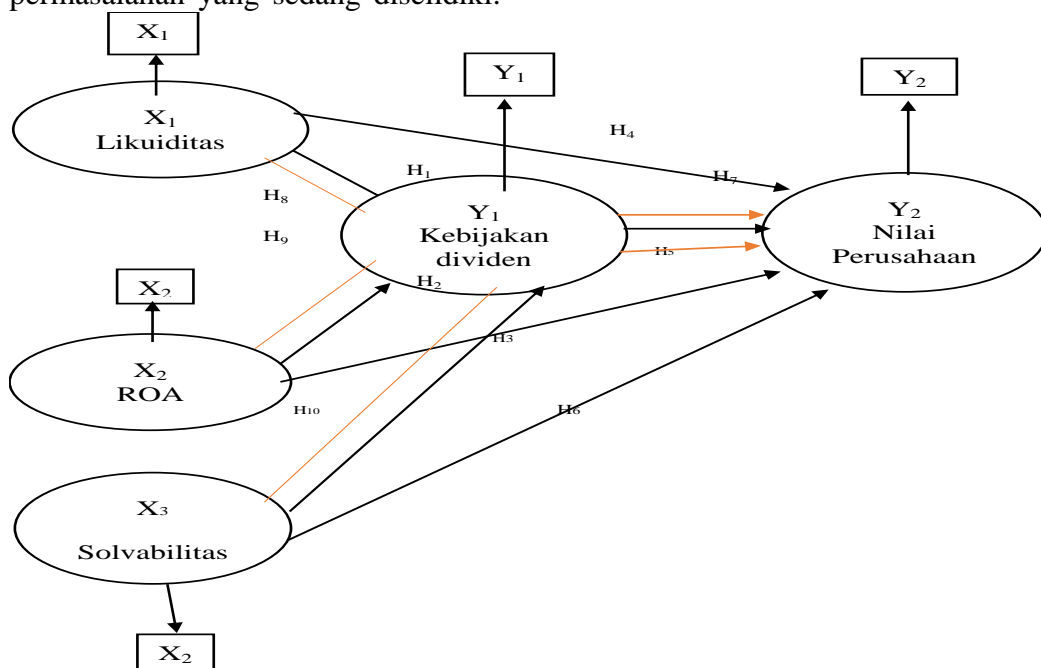 permasalahan yang sedang disendiki.
X1
Y1
Y2
X1
Likuiditas
H4
H1
H7
H8
Y1
Kebijakan
dividen
Y2
Nilai
Perusahaan
H9
H5
H2
X2
H3
X2
ROA
H10
H6
X3
Solvabilitas
X2